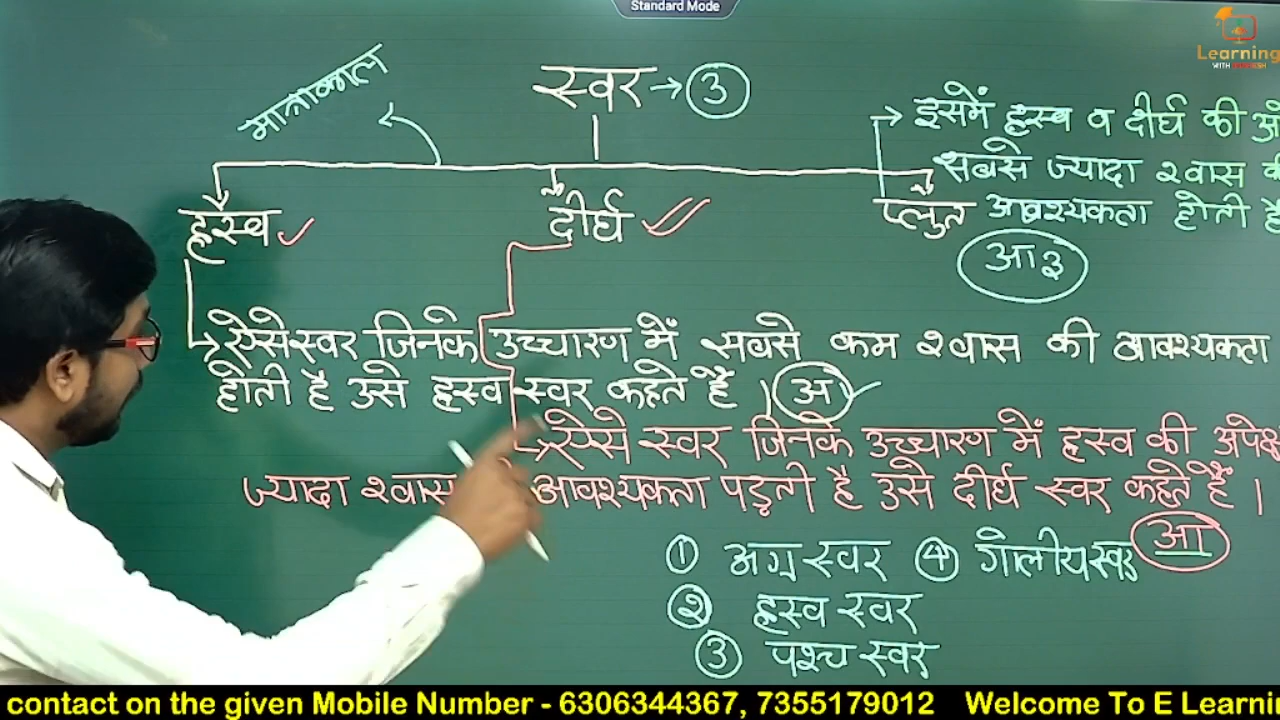 Standard Mode
Learning
WITH
मात्राकाल
स्वर → ③
→ इसमें ह्रस्व व दीर्घ की
सबसे ज्यादा श्वास
ह्रस्व ✓
दीर्घ ✓
प्लुत आवश्यकता होती है
आ३
→ ऐसे स्वर जिनके उच्चारण में सबसे कम श्वास की आवश्यकता
होती है उसे ह्रस्व स्वर कहते हैं। अ
→ ऐसे स्वर जिनके उच्चारण में ह्रस्व की
ज्यादा श्वास आवश्यकता पड़ती है उसे दीर्घ स्वर कहते हैं।
आ
① अग्र स्वर ④ गोलीय स्वर
② ह्रस्व स्वर
③ पश्च स्वर
contact on the given Mobile Number - 6306344367, 7355179012 Welcome To E